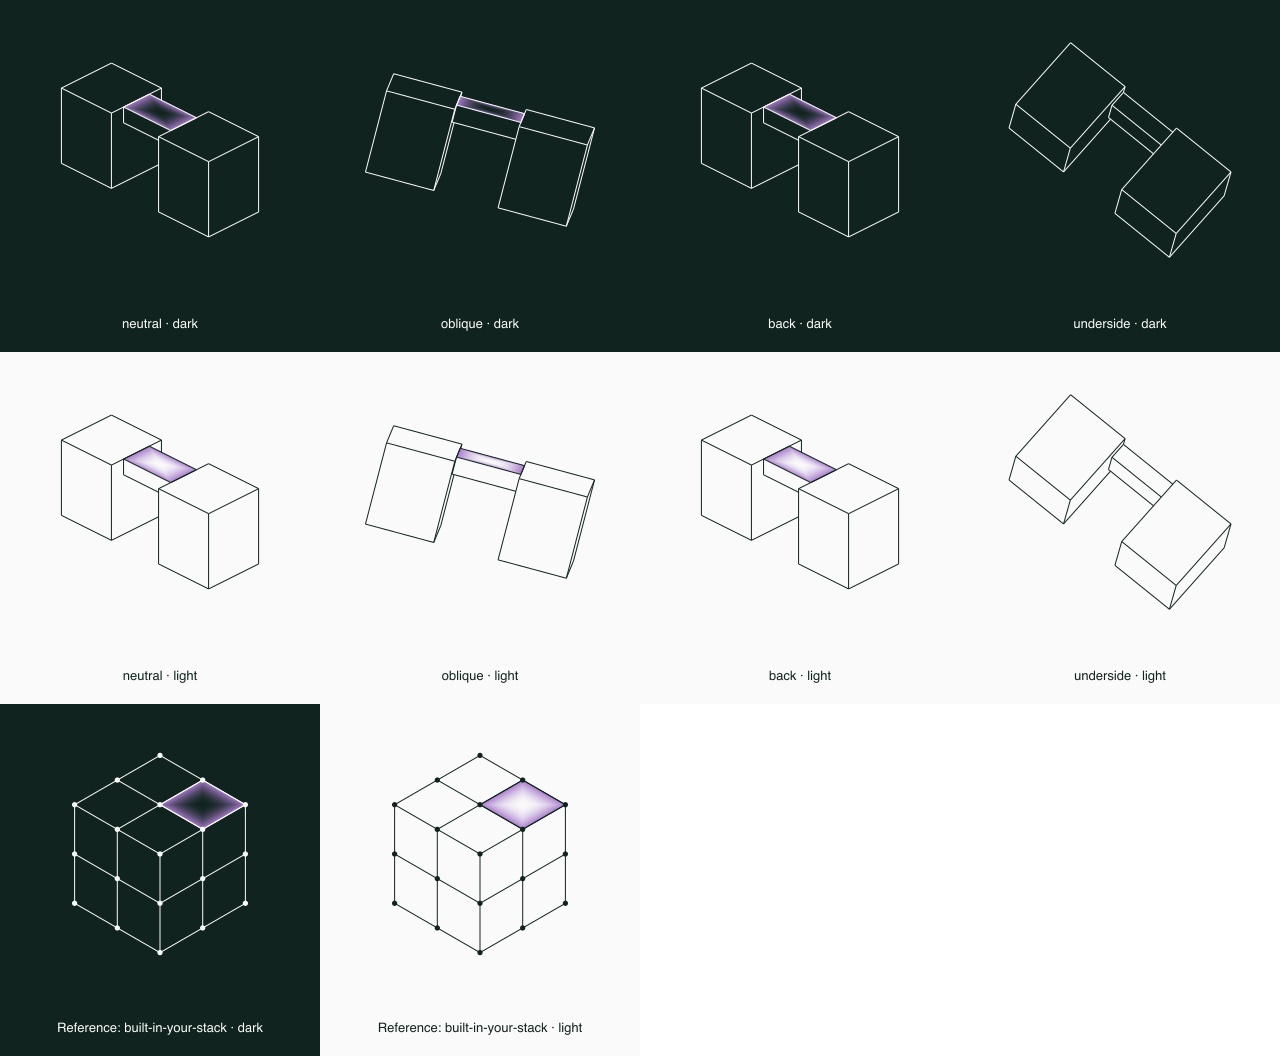 neutral · dark
oblique · dark
back · dark
underside · dark
neutral · light
oblique · light
back · light
underside · light
Reference: built-in-your-stack · dark
Reference: built-in-your-stack · light